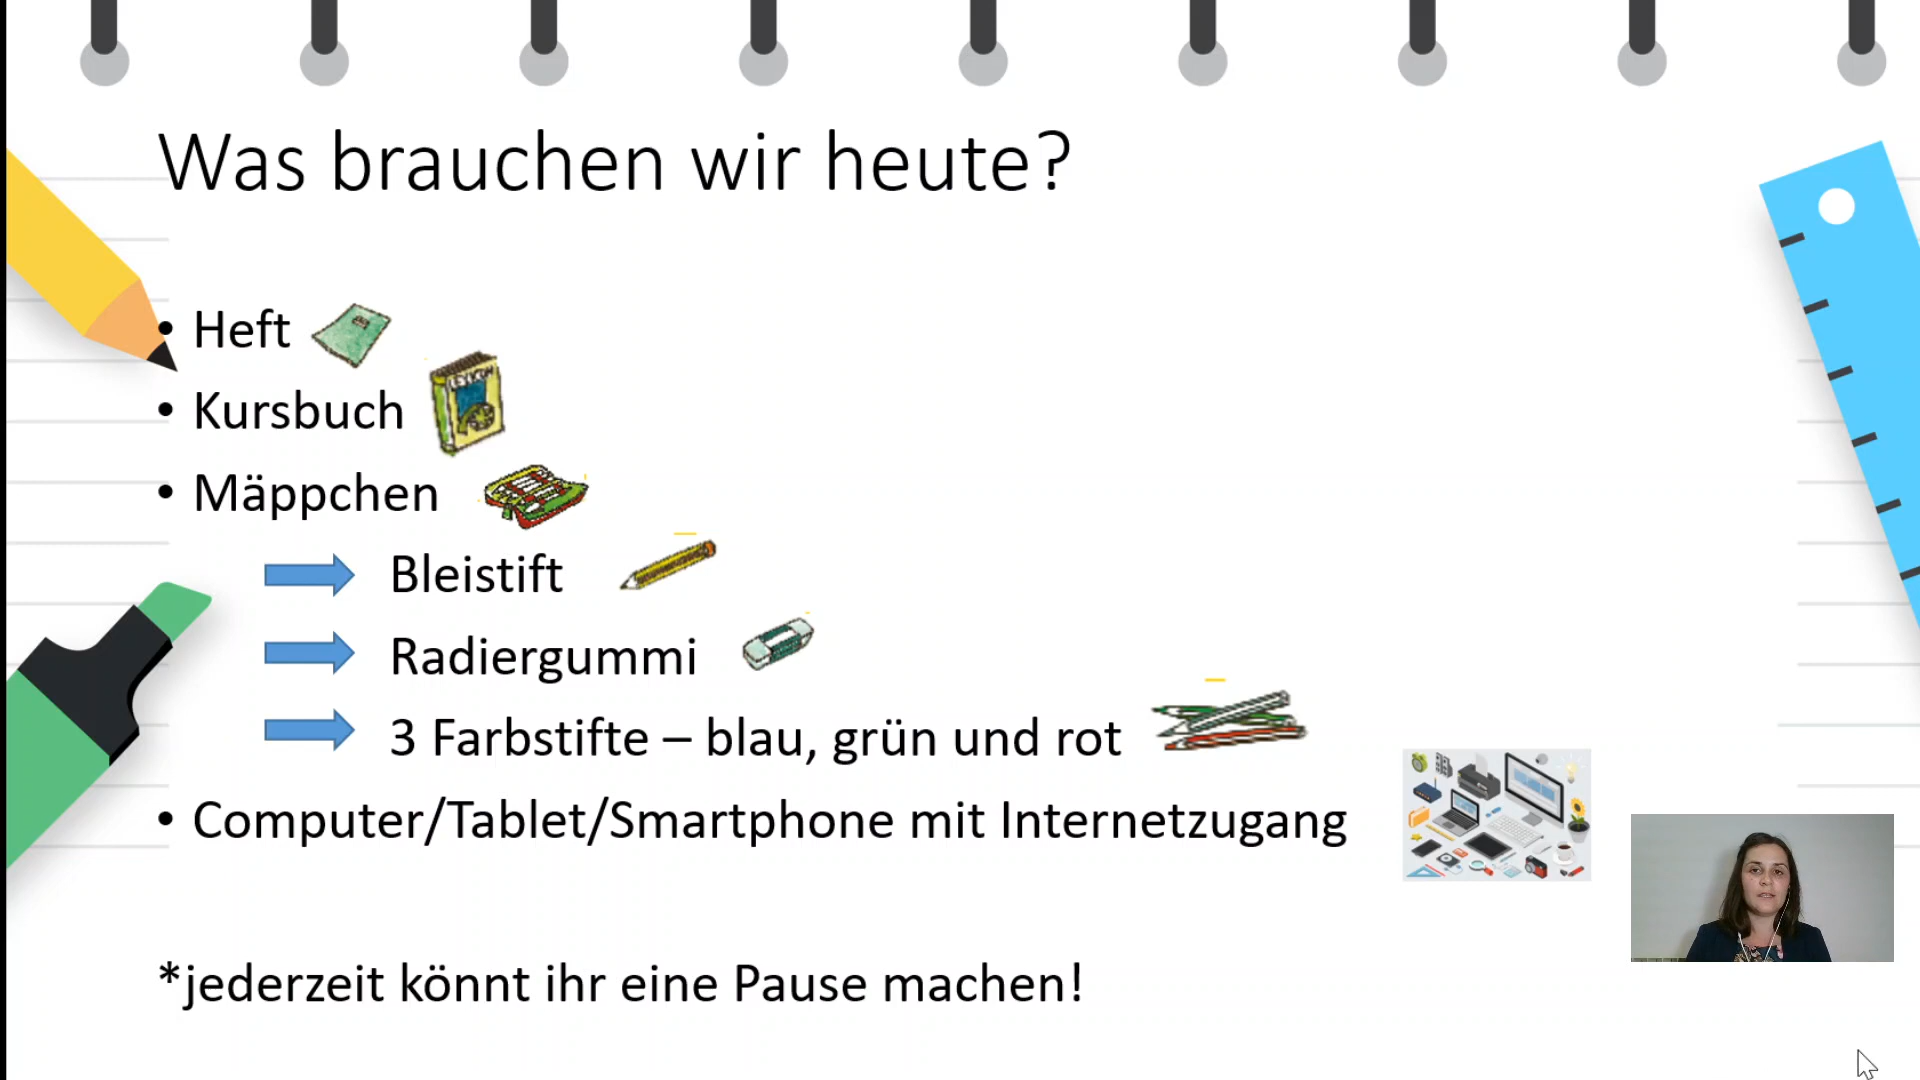 Was brauchen wir heute?
• Heft
• Kursbuch
LEXICON
• Mäppchen
Bleistift
Radiergummi
3 Farbstifte – blau, grün und rot
• Computer/Tablet/Smartphone mit Internetzugang
*jederzeit könnt ihr eine Pause machen!